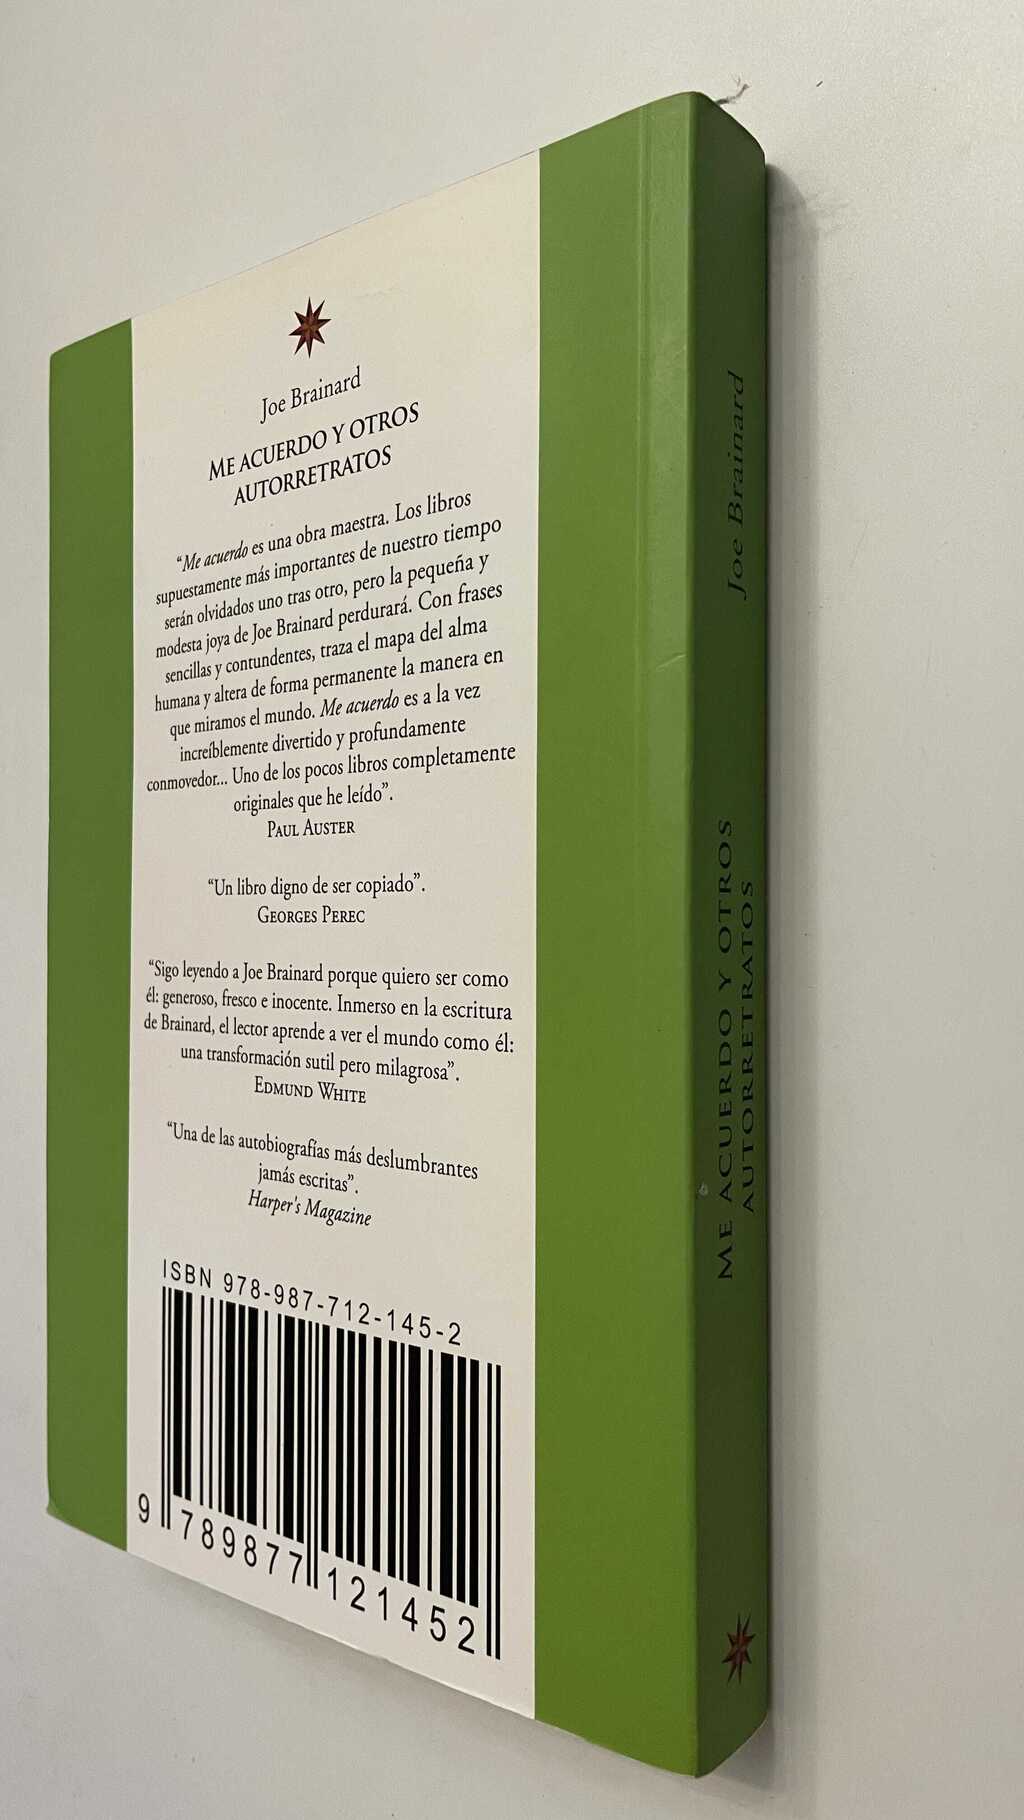 Joe Brainard
ME ACUERDO Y OTROS
AUTORRETRATOS
“Me acuerdo es una obra maestra. Los libros
supuestamente más importantes de nuestro tiempo
serán olvidados uno tras otro, pero la pequeña y
modesta joya de Joe Brainard perdurará. Con frases
sencillas y contundentes, traza el mapa del alma
humana y altera de forma permanente la manera en
que miramos el mundo. Me acuerdo es a la vez
increíblemente divertido y profundamente
conmovedor... Uno de los pocos libros completamente
originales que he leído”.
PAUL AUSTER
“Un libro digno de ser copiado”.
GEORGES PEREC
“Sigo leyendo a Joe Brainard porque quiero ser como
él: generoso, fresco e inocente. Inmerso en la escritura
de Brainard, el lector aprende a ver el mundo como él:
una transformación sutil pero milagrosa”.
EDMUND WHITE
“Una de las autobiografías más deslumbrantes
jamás escritas”.
Harper's Magazine
ISBN 978-987-712-145-2
9 789877 121452
Joe Brainard
ME ACUERDO Y OTROS
AUTORRETRATOS